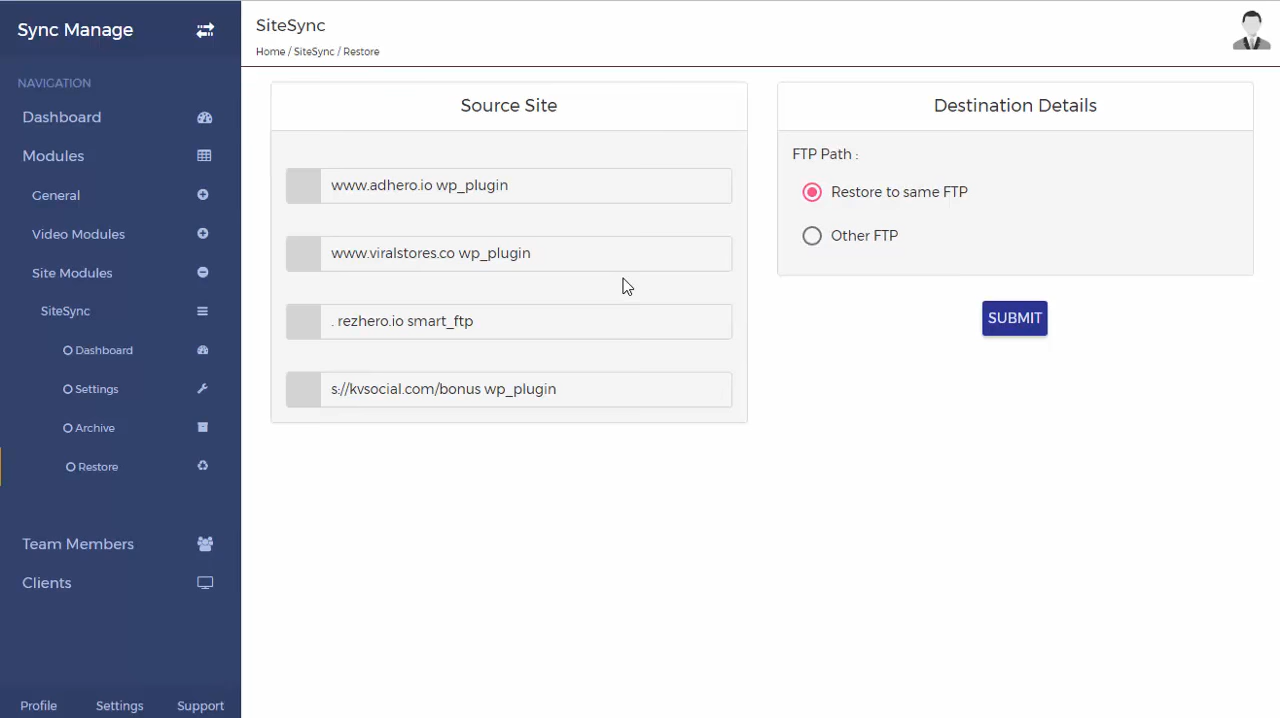 Sync Manage
NAVIGATION
Dashboard
Modules
General
Video Modules
Site Modules
SiteSync
Dashboard
Settings
Archive
Restore
Team Members
Clients
Profile Settings Support
SiteSync
Home / SiteSync / Restore
Source Site
www.adhero.io wp_plugin
www.viralstores.co wp_plugin
. rezhero.io smart_ftp
s://kvsocial.com/bonus wp_plugin
Destination Details
FTP Path :
Restore to same FTP
Other FTP
SUBMIT